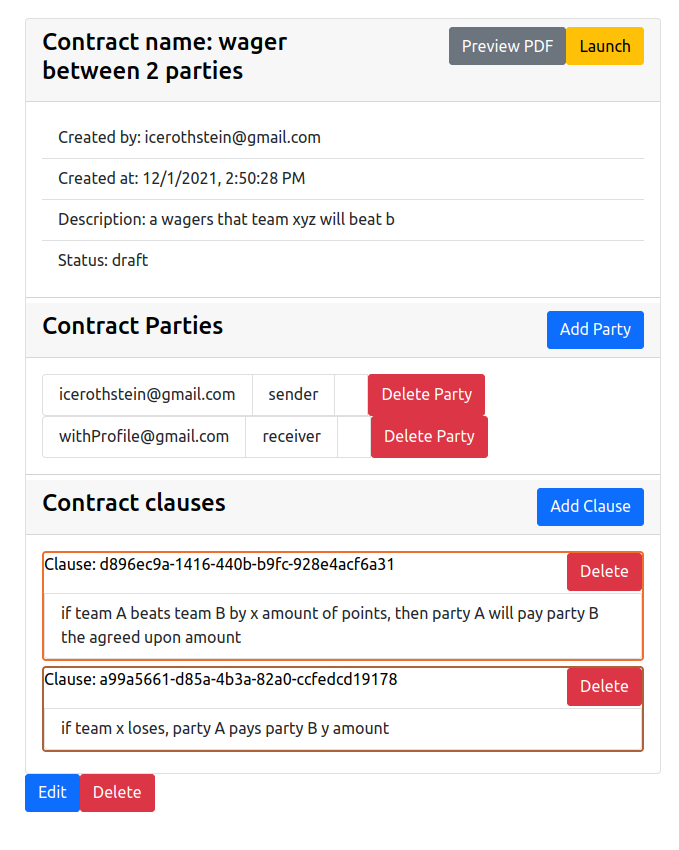 Contract name: wager
between 2 parties
Preview PDF
Launch
Created by: icerothstein@gmail.com
Created at: 12/1/2021, 2:50:28 PM
Description: a wagers that team xyz will beat b
Status: draft
Contract Parties
Add Party
icerothstein@gmail.com sender Delete Party
withProfile@gmail.com receiver Delete Party
Contract clauses
Add Clause
Clause: d896ec9a-1416-440b-b9fc-928e4acf6a31
Delete
if team A beats team B by x amount of points, then party A will pay party B
the agreed upon amount
Clause: a99a5661-d85a-4b3a-82a0-ccfedcd19178
Delete
if team x loses, party A pays party B y amount
Edit Delete